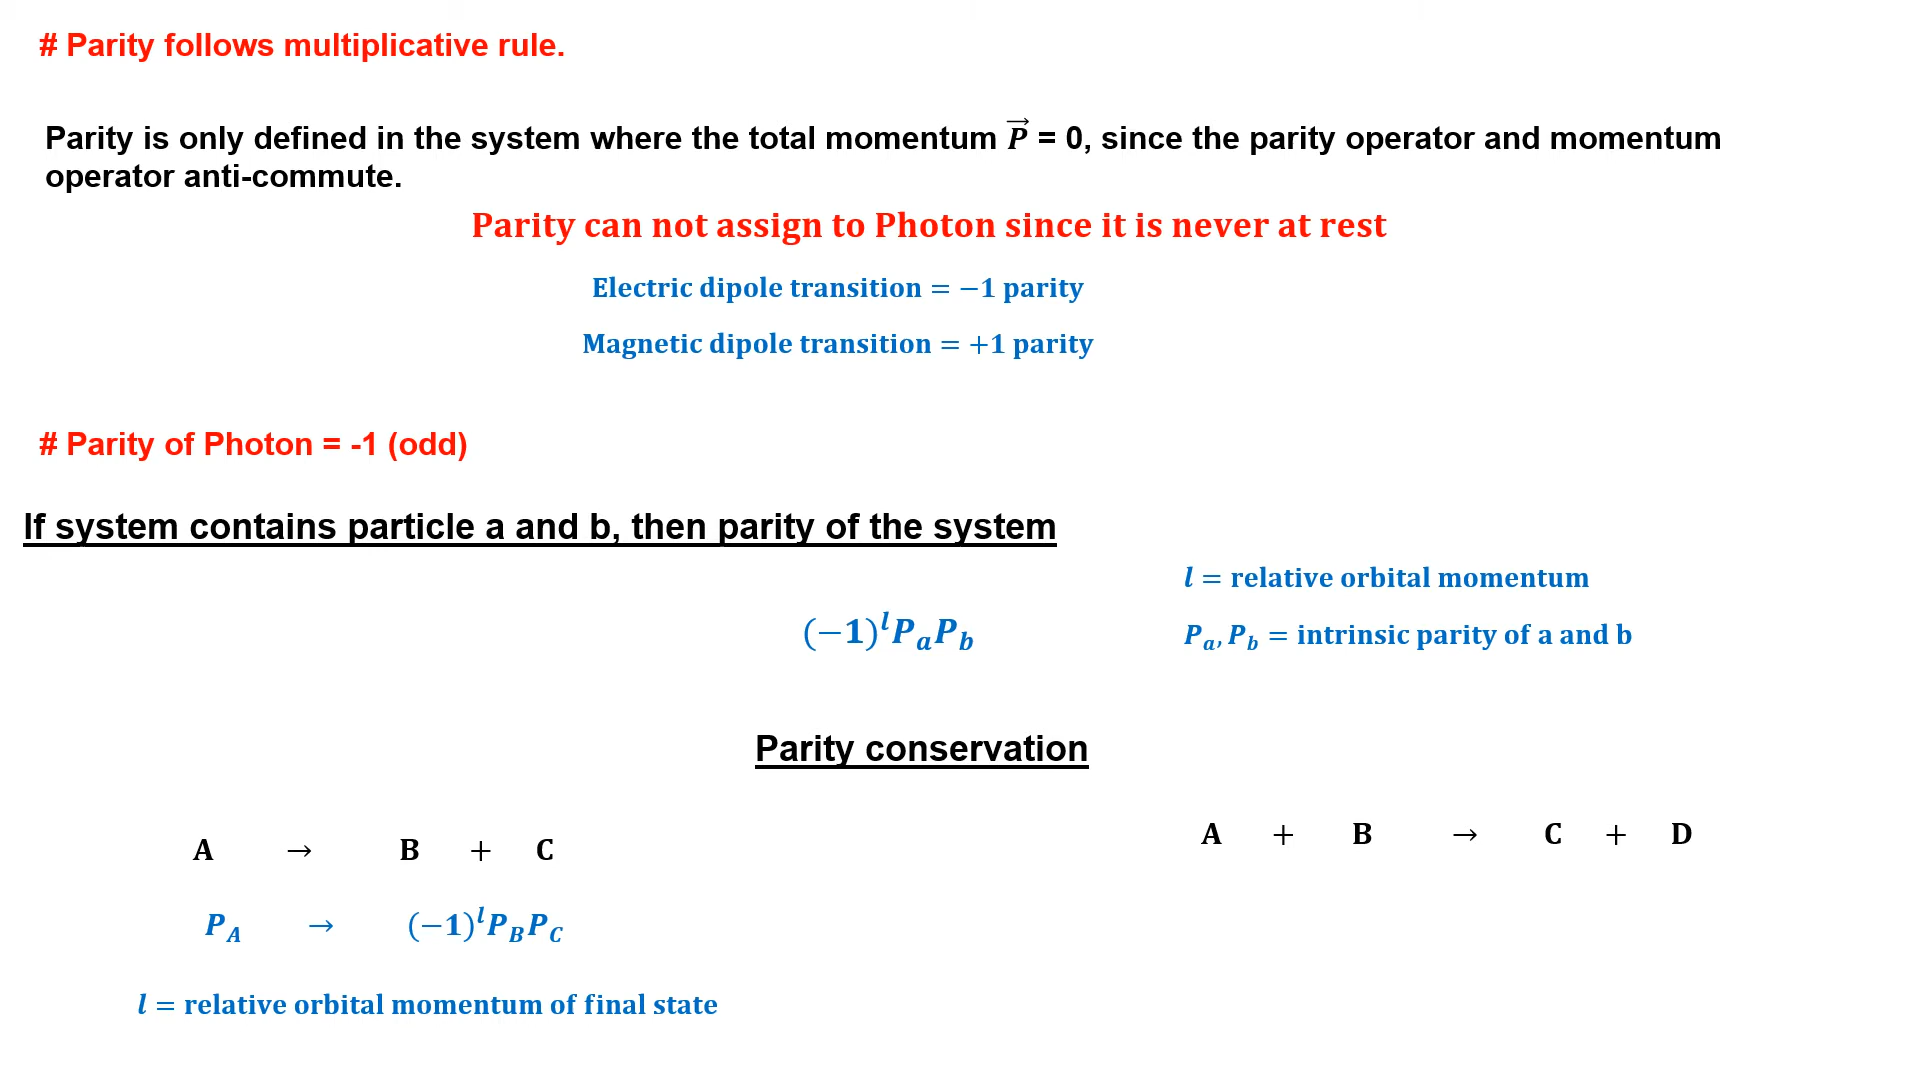 # Parity follows multiplicative rule.
Parity is only defined in the system where the total momentum $\vec{P}$ = 0, since the parity operator and momentum
operator anti-commute.
Parity can not assign to Photon since it is never at rest
Electric dipole transition = −1 parity
Magnetic dipole transition = +1 parity
# Parity of Photon = -1 (odd)
If system contains particle a and b, then parity of the system
l = relative orbital momentum
$(-1)^l P_a P_b$
$P_a, P_b$ = intrinsic parity of a and b
Parity conservation
A → B + C
A + B → C + D
$P_A$ → $(-1)^l P_B P_C$
l = relative orbital momentum of final state